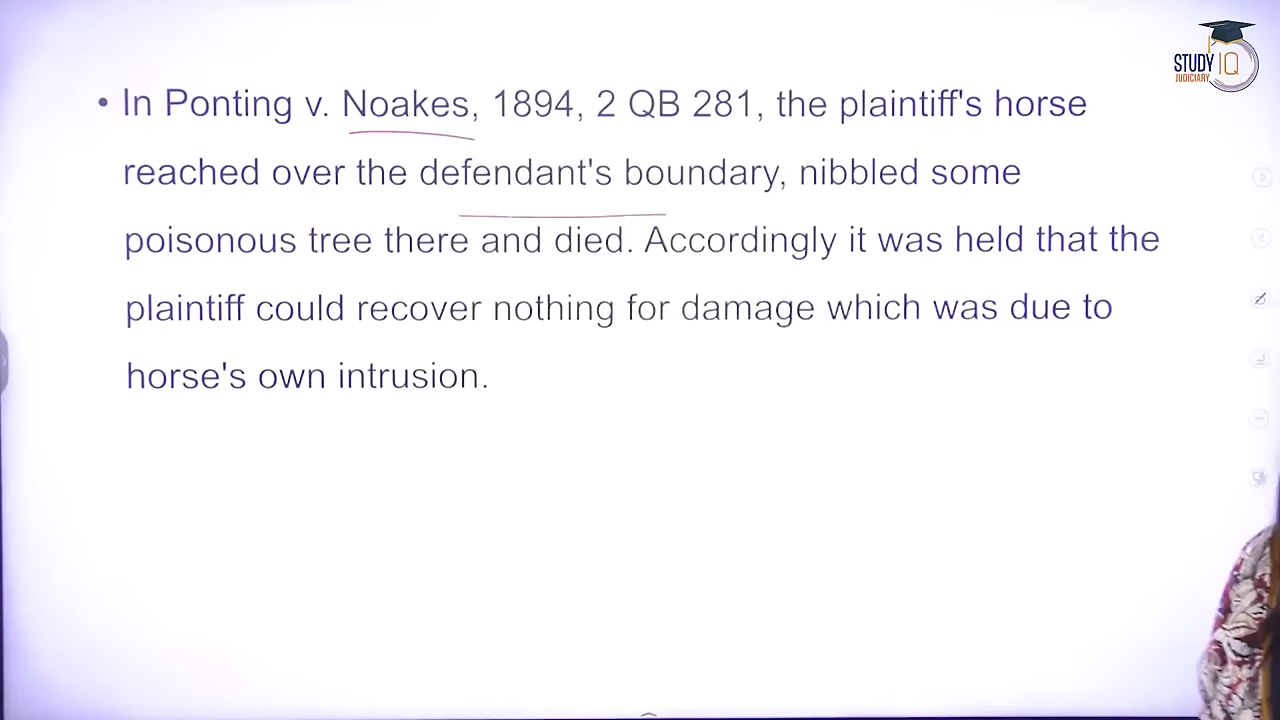 STUDY IQ
JUDICIARY
• In Ponting v. Noakes, 1894, 2 QB 281, the plaintiff's horse
reached over the defendant's boundary, nibbled some
poisonous tree there and died. Accordingly it was held that the
plaintiff could recover nothing for damage which was due to
horse's own intrusion.